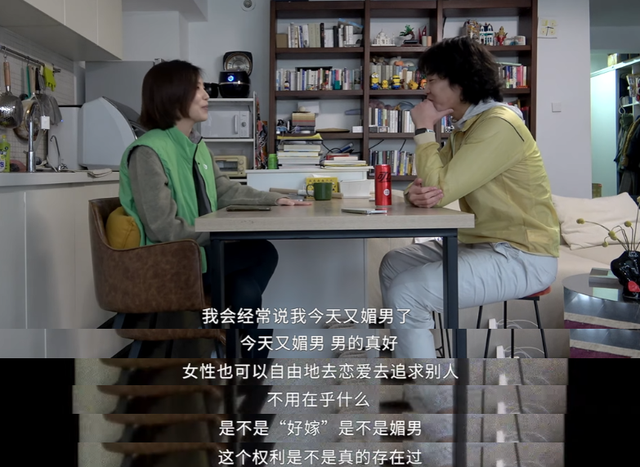 我会经常说我今天又媚男了
今天又媚男 男的真好
女性也可以自由地去恋爱去追求别人
不用在乎什么
是不是“好嫁”是不是媚男
这个权利是不是真的存在过